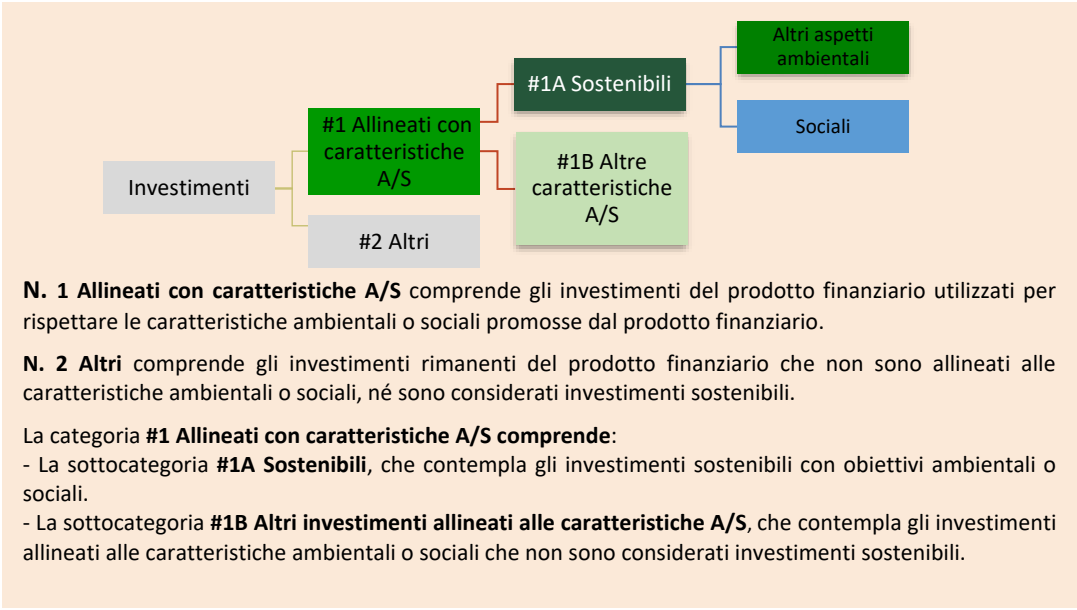 Altri aspetti
ambientali
#1A Sostenibili
Sociali
#1 Allineati con
caratteristiche
A/S
#1B Altre
caratteristiche
A/S
Investimenti
#2 Altri
N. 1 Allineati con caratteristiche A/S comprende gli investimenti del prodotto finanziario utilizzati per
rispettare le caratteristiche ambientali o sociali promosse dal prodotto finanziario.
N. 2 Altri comprende gli investimenti rimanenti del prodotto finanziario che non sono allineati alle
caratteristiche ambientali o sociali, né sono considerati investimenti sostenibili.
La categoria #1 Allineati con caratteristiche A/S comprende:
- La sottocategoria #1A Sostenibili, che contempla gli investimenti sostenibili con obiettivi ambientali o
sociali.
- La sottocategoria #1B Altri investimenti allineati alle caratteristiche A/S, che contempla gli investimenti
allineati alle caratteristiche ambientali o sociali che non sono considerati investimenti sostenibili.